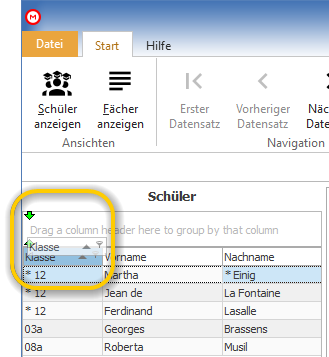 M
Datei Start Hilfe
Schüler anzeigen
Fächer anzeigen
Erster Datensatz
Vorheriger Datensatz
Näc
Date
Ansichten
Navigation
Schüler
Drag a column header here to group by that column
Klasse
Klasse Vorname Nachname
* 12 Martha * Einig
* 12 Jean de La Fontaine
* 12 Ferdinand Lasalle
03a Georges Brassens
08a Roberta Musil